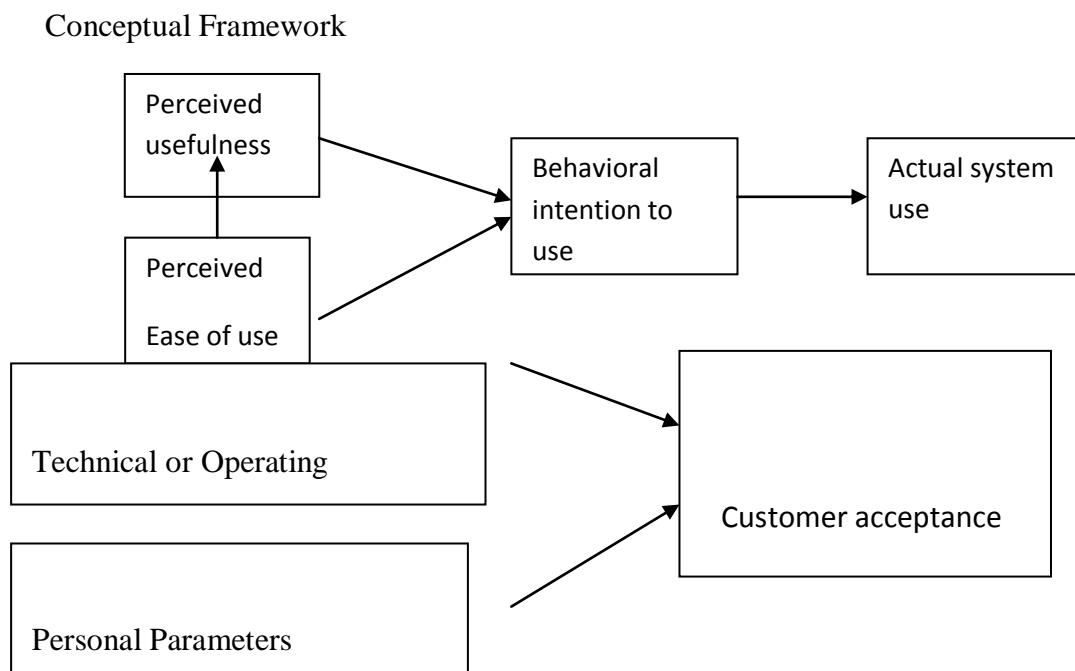 Conceptual Framework
Perceived
usefulness
Behavioral
intention to
use
Actual system
use
Perceived
Ease of use
Technical or Operating
Customer acceptance
Personal Parameters